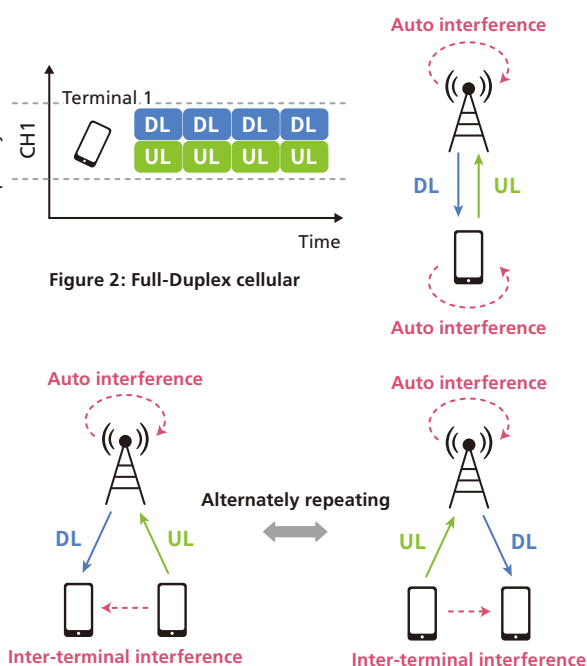 Auto interference
Terminal 1
CH1
DL DL DL DL
UL UL UL UL
Time
DL UL
Figure 2: Full-Duplex cellular
Auto interference
Auto interference
Auto interference
Alternately repeating
DL UL
UL DL
Inter-terminal interference
Inter-terminal interference